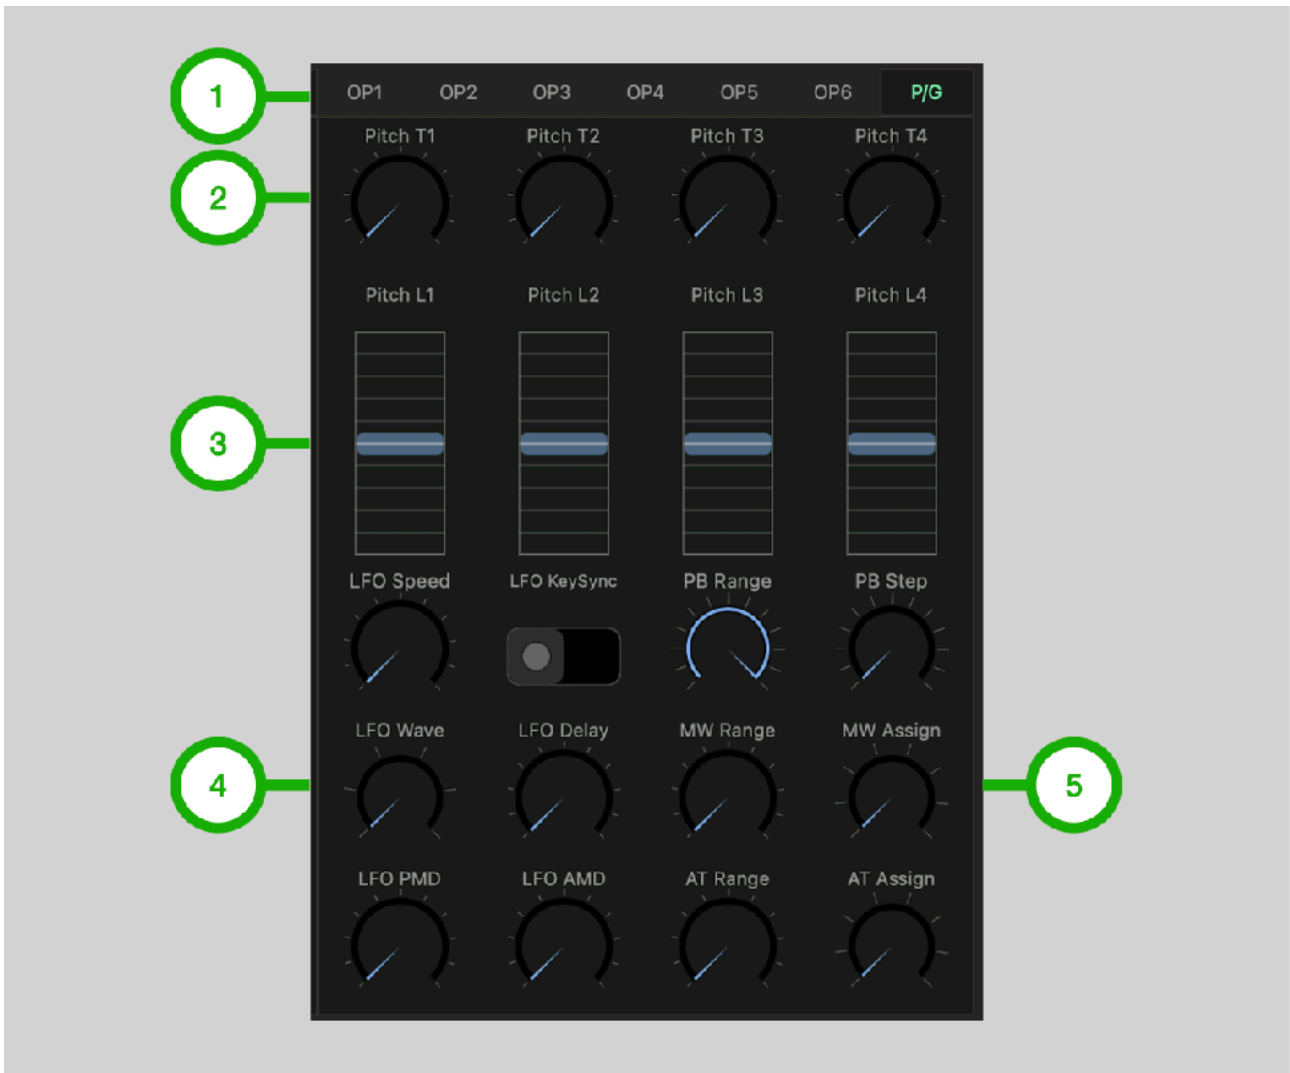 1
OP1 OP2 OP3 OP4 OP5 OP6 P/G
Pitch T1 Pitch T2 Pitch T3 Pitch T4
2
Pitch L1 Pitch L2 Pitch L3 Pitch L4
3
LFO Speed LFO KeySync PB Range PB Step
LFO Wave LFO Delay MW Range MW Assign
4 5
LFO PMD LFO AMD AT Range AT Assign